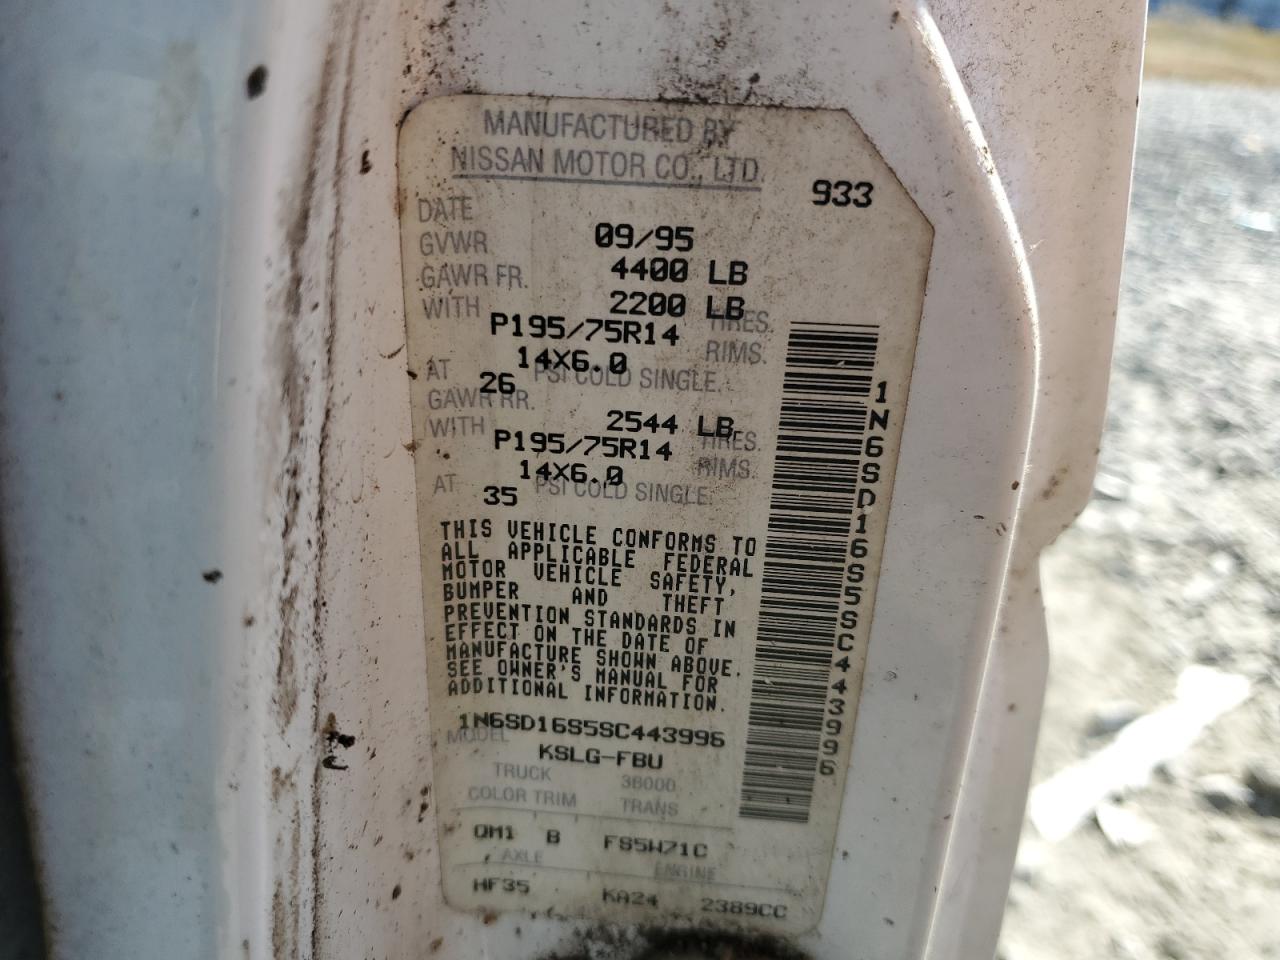 MANUFACTURED BY
NISSAN MOTOR CO., LTD.
933
DATE 09/95
GVWR 4400 LB
GAWR FR. 2200 LB
WITH P195/75R14 TIRES.
14X6.0 RIMS.
AT 26 PSI COLD SINGLE.
GAWR RR. 2544 LB
WITH P195/75R14 TIRES.
14X6.0 RIMS.
AT 35 PSI COLD SINGLE.
THIS VEHICLE CONFORMS TO
ALL APPLICABLE FEDERAL
MOTOR VEHICLE SAFETY,
BUMPER AND THEFT
PREVENTION STANDARDS IN
EFFECT ON THE DATE OF
MANUFACTURE SHOWN ABOVE.
SEE OWNER'S MANUAL FOR
ADDITIONAL INFORMATION.
1N6SD16S5SC443996
MODEL KSLG-FBU
TRUCK 36000
COLOR TRIM TRANS
QM1 B FS5W71C
AXLE ENGINE
HF35 KA24 2389CC
1N6SD16S5SC443996